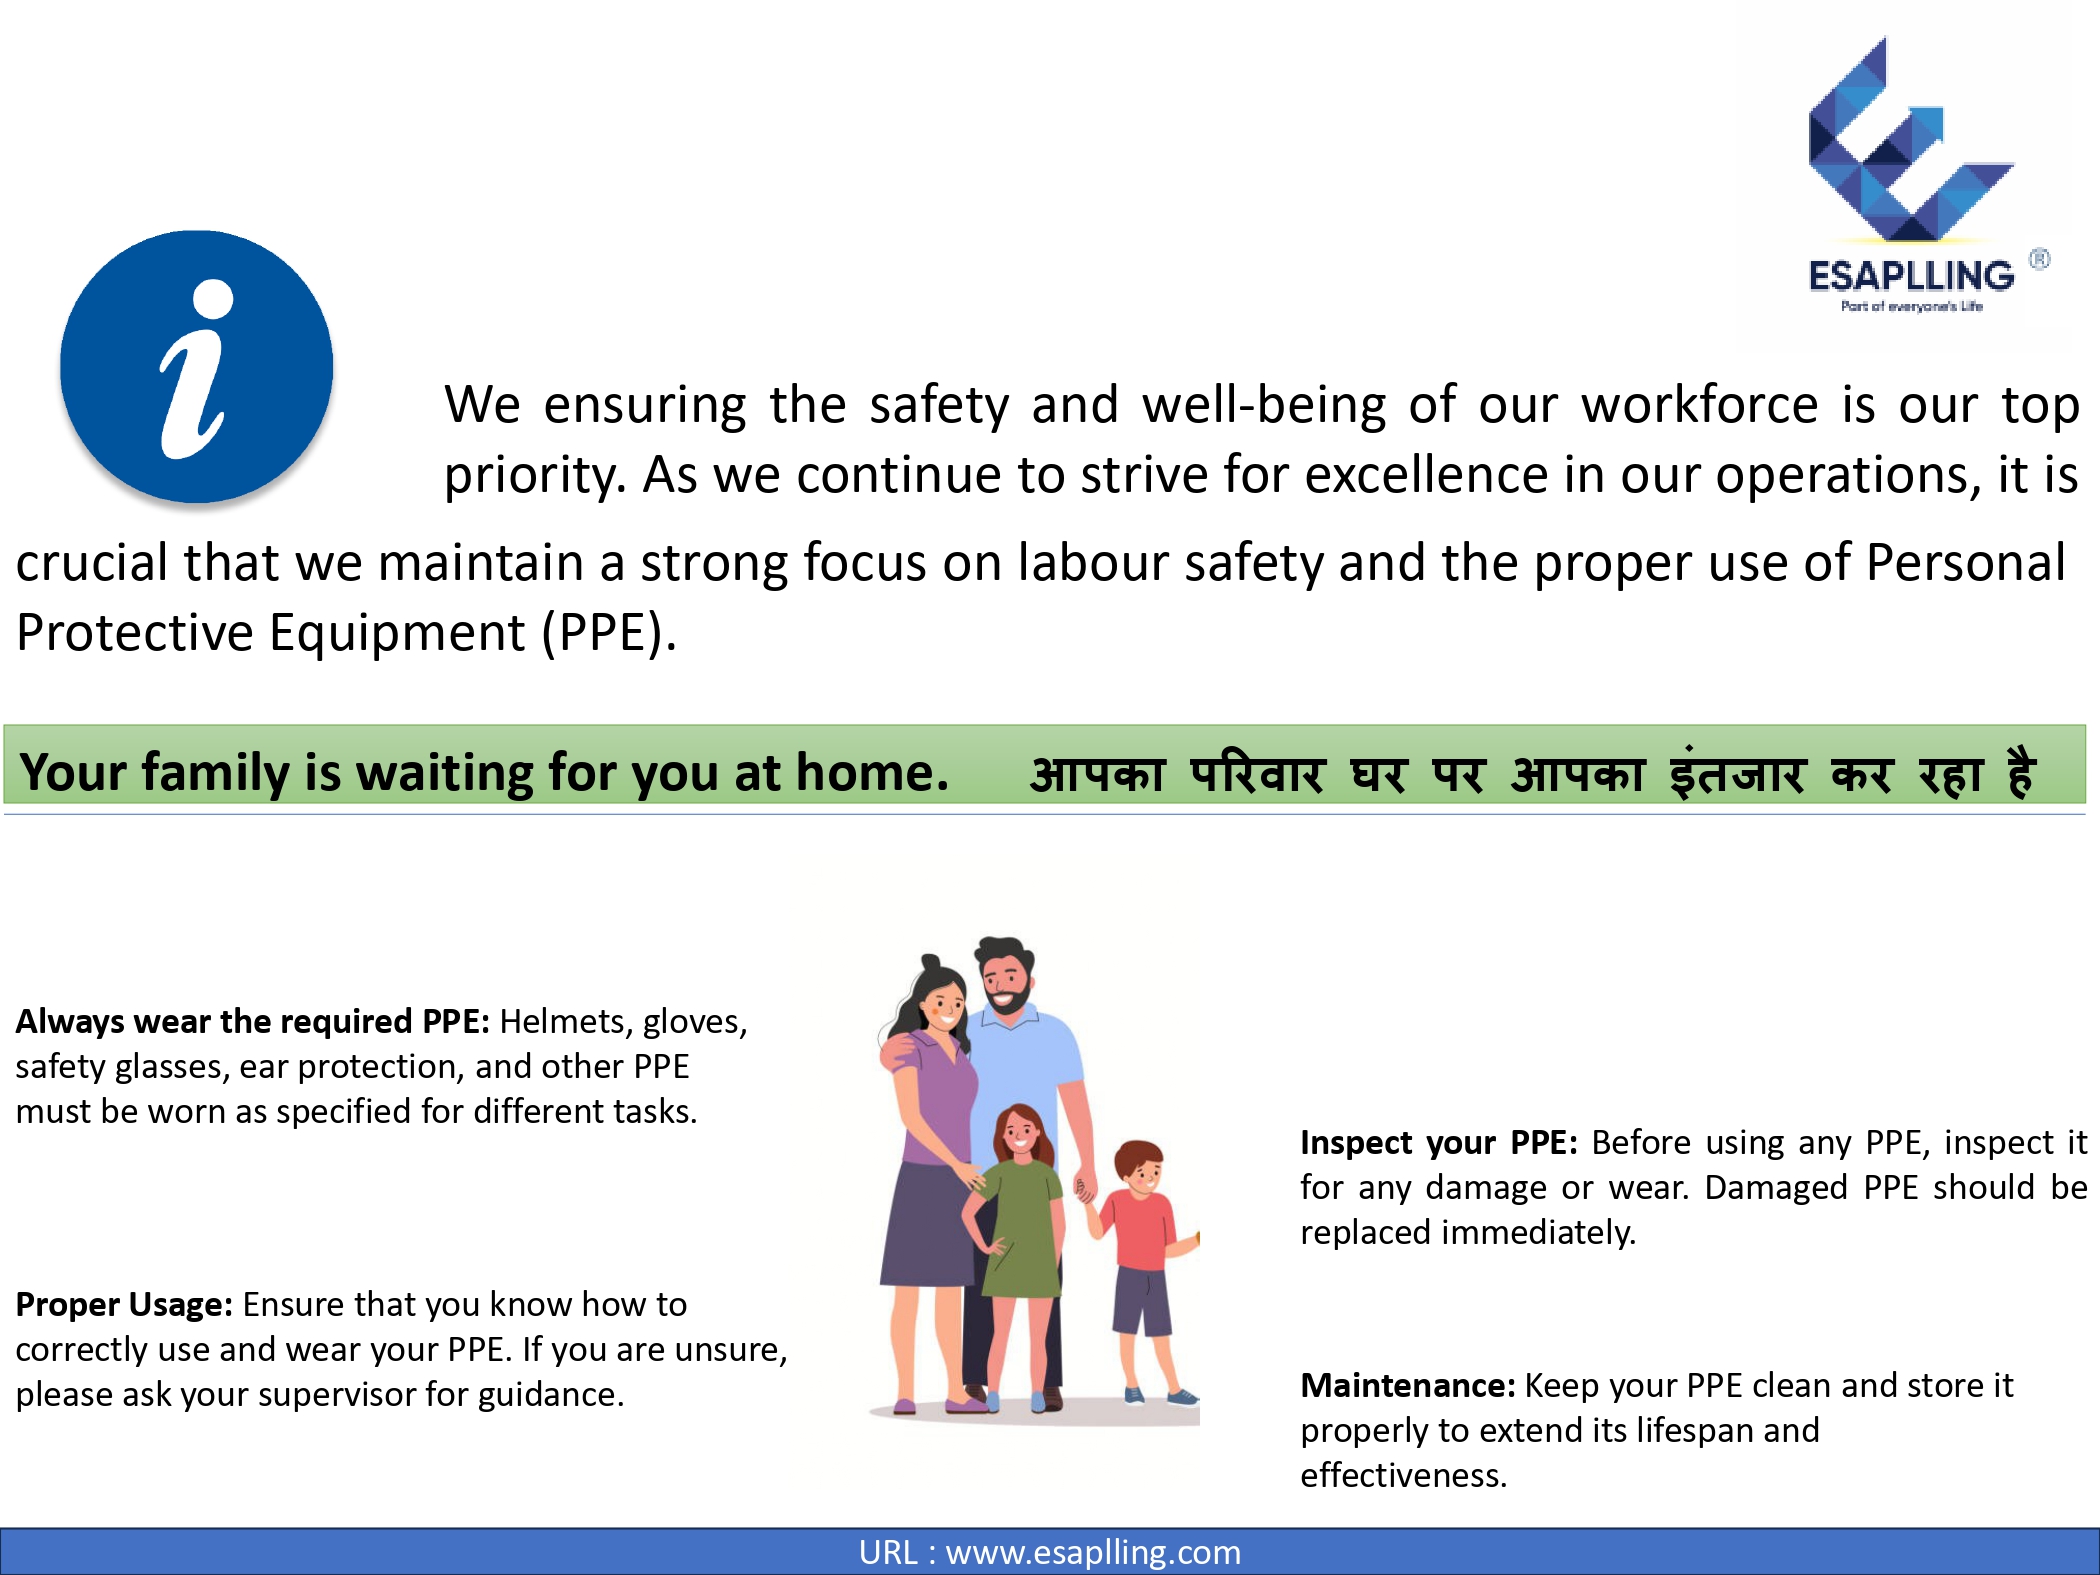 ESAPLLING ®
Part of everyone's Life
i
We ensuring the safety and well-being of our workforce is our top
priority. As we continue to strive for excellence in our operations, it is
crucial that we maintain a strong focus on labour safety and the proper use of Personal
Protective Equipment (PPE).
Your family is waiting for you at home. आपका परिवार घर पर आपका इंतजार कर रहा है
Always wear the required PPE: Helmets, gloves,
safety glasses, ear protection, and other PPE
must be worn as specified for different tasks.
Proper Usage: Ensure that you know how to
correctly use and wear your PPE. If you are unsure,
please ask your supervisor for guidance.
Inspect your PPE: Before using any PPE, inspect it
for any damage or wear. Damaged PPE should be
replaced immediately.
Maintenance: Keep your PPE clean and store it
properly to extend its lifespan and
effectiveness.
URL : www.esaplling.com